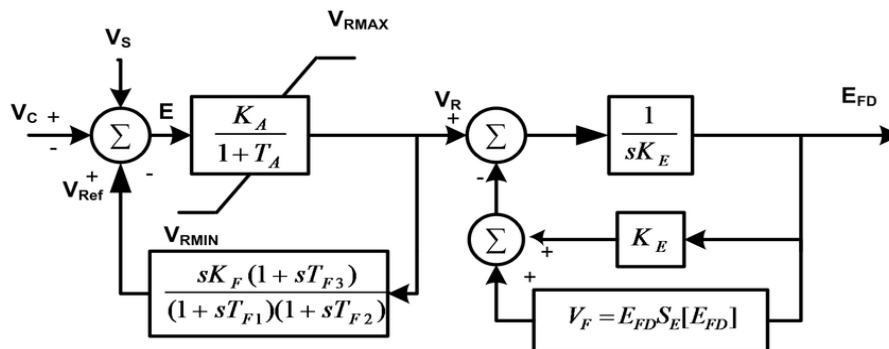 V_S
V_RMAX
V_C + -
Σ
E
K_A / (1 + T_A)
V_R +
Σ
1 / (sK_E)
E_FD
+ -
V_Ref
-
V_RMIN
Σ
+
K_E
sK_F(1 + sT_F3) / ((1 + sT_F1)(1 + sT_F2))
+
V_F = E_FD S_E[E_FD]